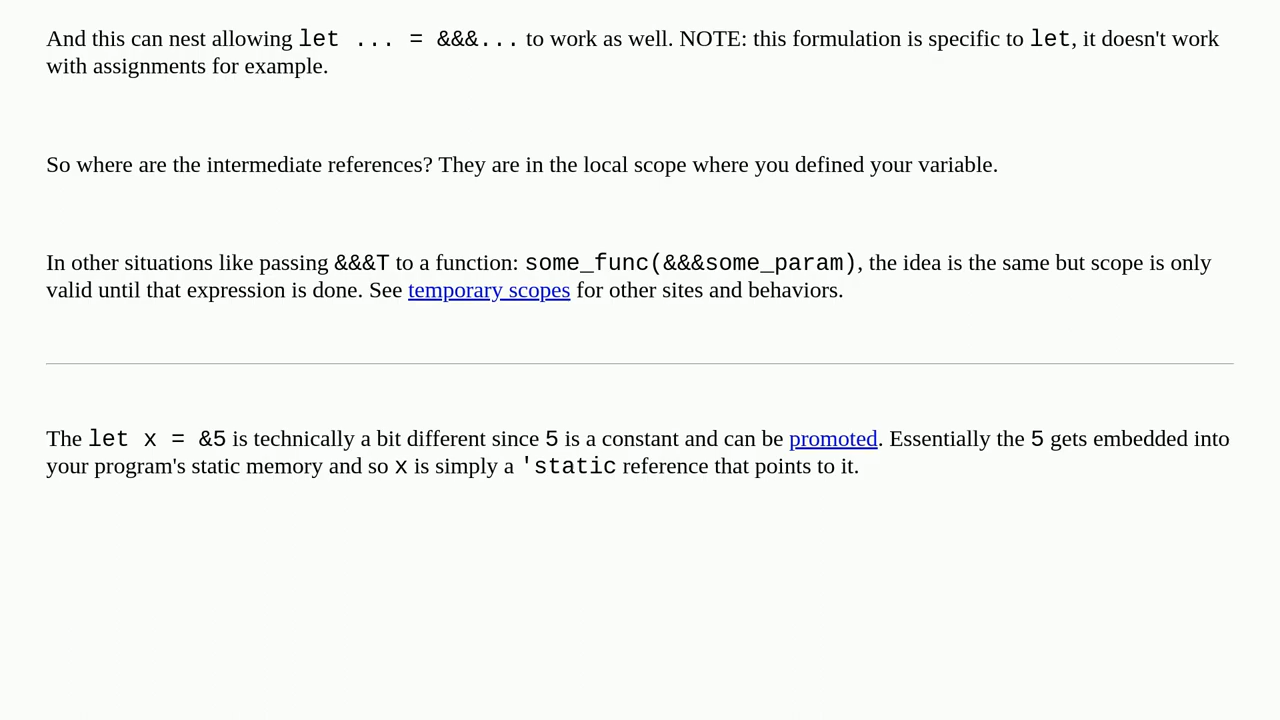 And this can nest allowing let ... = &&&... to work as well. NOTE: this formulation is specific to let, it doesn't work
with assignments for example.
So where are the intermediate references? They are in the local scope where you defined your variable.
In other situations like passing &&&T to a function: some_func(&&&some_param), the idea is the same but scope is only
valid until that expression is done. See temporary scopes for other sites and behaviors.
The let x = &5 is technically a bit different since 5 is a constant and can be promoted. Essentially the 5 gets embedded into
your program's static memory and so x is simply a 'static reference that points to it.